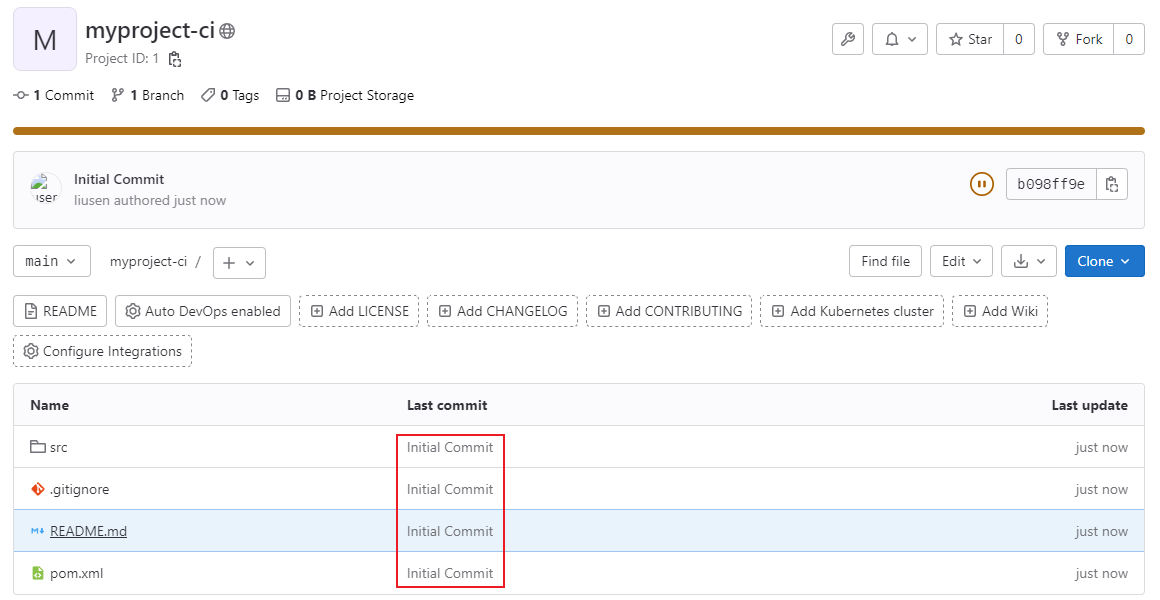 M
myproject-ci
Project ID: 1
Star 0 Fork 0
1 Commit 1 Branch 0 Tags 0 B Project Storage
Initial Commit
user
liusen authored just now
b098ff9e
main myproject-ci / Find file Edit Clone
README Auto DevOps enabled Add LICENSE Add CHANGELOG Add CONTRIBUTING Add Kubernetes cluster Add Wiki
Configure Integrations
Name Last commit Last update
src Initial Commit just now
.gitignore Initial Commit just now
README.md Initial Commit just now
pom.xml Initial Commit just now